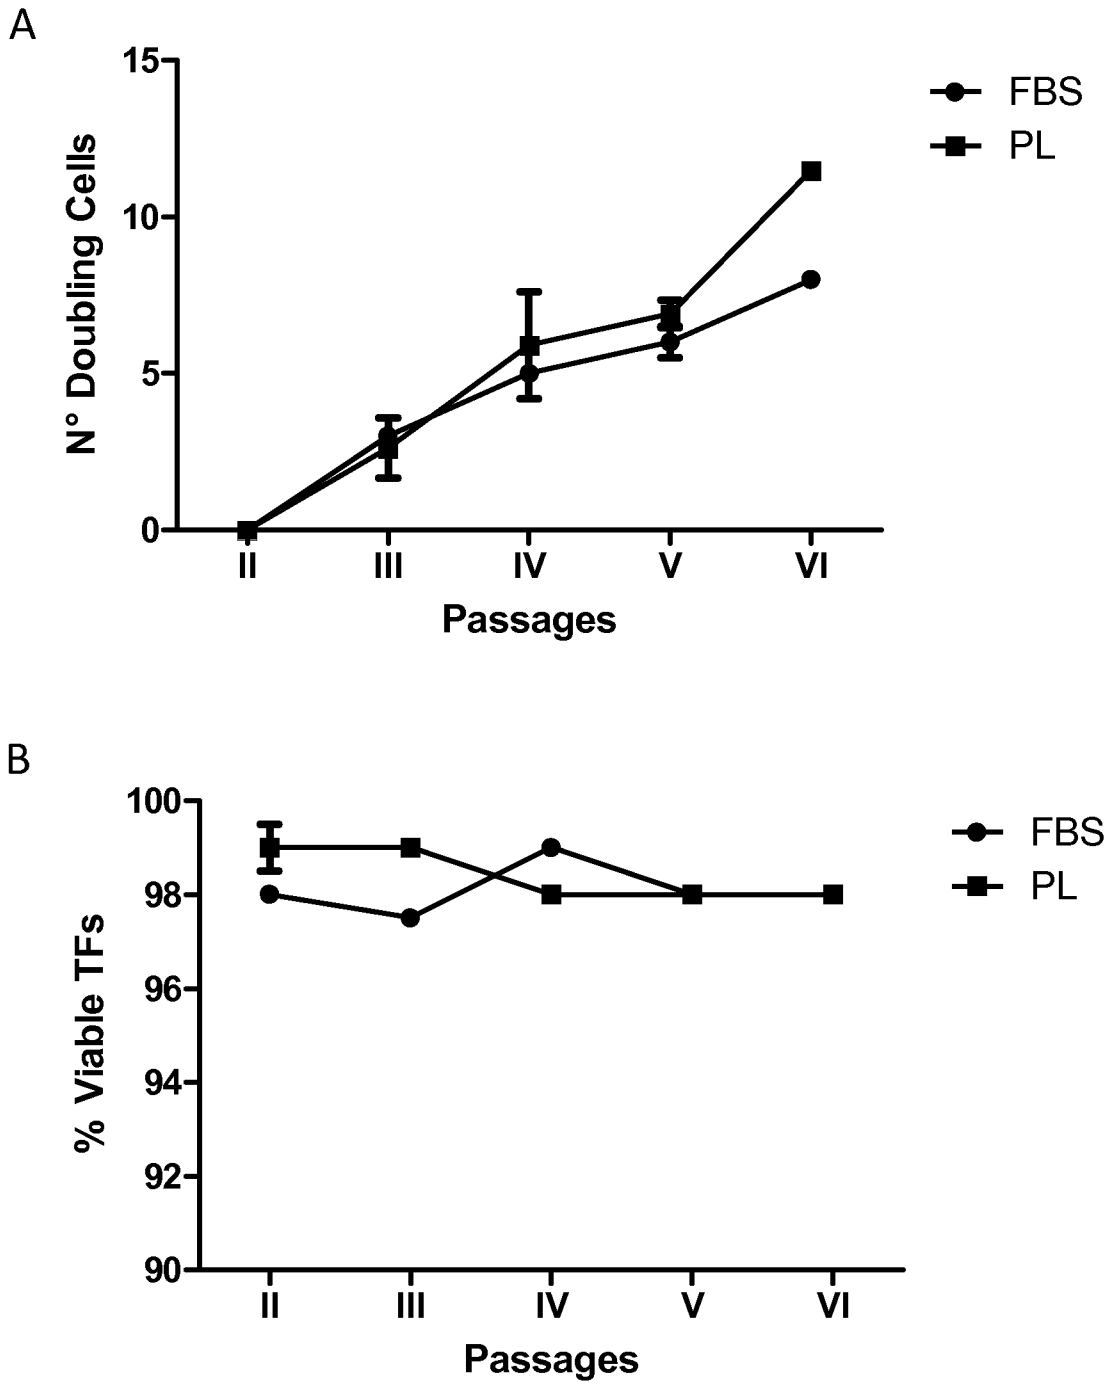 A
15
10
5
0
N° Doubling Cells
II III IV V VI
Passages
FBS
PL
B
100
98
96
94
92
90
% Viable TFs
II III IV V VI
Passages
FBS
PL